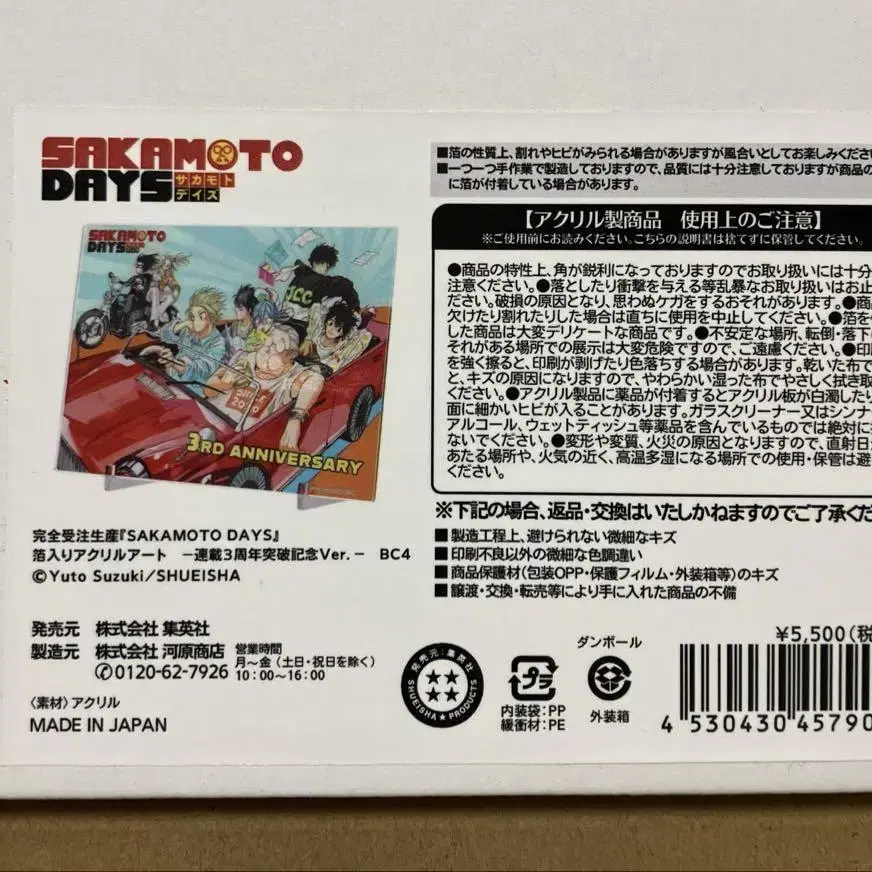 SAKAMOTO
DAYS サカモト
デイズ
SAKAMOTO
DAYS
3RD ANNIVERSARY
完全受注生産『SAKAMOTO DAYS』
箔入りアクリルアート －連載3周年突破記念Ver.－ BC4
©Yuto Suzuki/SHUEISHA
発売元 株式会社 集英社
製造元 株式会社 河原商店
0120-62-7926
営業時間
月～金（土・日・祝日を除く）
10：00～16：00
〈素材〉アクリル
MADE IN JAPAN
■箔の性質上、割れやヒビがみられる場合がありますが風合いとしてお楽しみくださ
■一つ一つ手作業で製造しておりますので、品質には十分注意しておりますが商品の
に箔が付着している場合があります。
【アクリル製商品 使用上のご注意】
※ご使用前にお読みください。こちらの説明書は捨てずに保管してください。
●商品の特性上、角が鋭利になっておりますのでお取り扱いには十分
注意ください。●落としたり衝撃を与える等乱暴なお取り扱いはお止
ださい。破損の原因となり、思わぬケガをするおそれがあります。●商
欠けたり割れたりした場合は直ちに使用を中止してください。●箔を
した商品は大変デリケートな商品です。●不安定な場所、転倒・落下
それがある場所での展示は大変危険ですので、ご遠慮ください。●印
を強く擦ると、印刷が剥げたり色落ちする場合があります。乾いた布で
と、キズの原因になりますので、やわらかい湿った布でやさしく拭き取
ください。●アクリル製品に薬品が付着するとアクリル板が白濁したり
面に細かいヒビが入ることがあります。ガラスクリーナー又はシンナー
アルコール、ウェットティッシュ等薬品を含んでいるものでは絶対に
ないでください。●変形や変質、火災の原因となりますので、直射日
あたる場所や、火気の近く、高温多湿になる場所での使用・保管は避
ください。
※下記の場合、返品・交換はいたしかねますのでご了承くだ
■製造工程上、避けられない微細なキズ
■印刷不良以外の微細な色調違い
■商品保護材（包装OPP・保護フィルム・外装箱等）のキズ
■譲渡・交換・転売等により手に入れた商品の不備
発売元：集英社
SHUEISHA★PRODUCTS
プラ
内装袋：PP
緩衝材：PE
ダンボール
外装箱
¥5,500（税
4 530430 45790